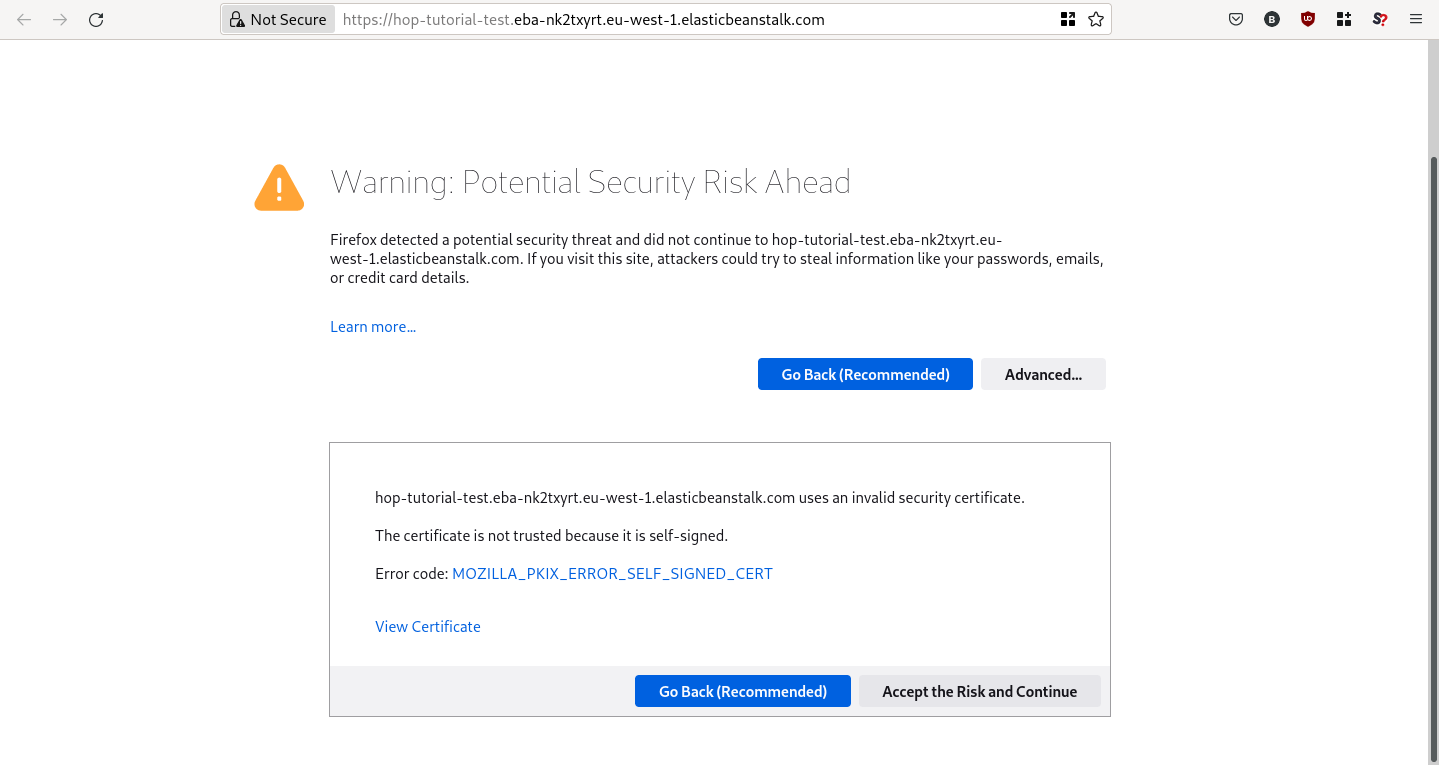 Not Secure https://hop-tutorial-test.eba-nk2txyrt.eu-west-1.elasticbeanstalk.com
B
UD
S?
Warning: Potential Security Risk Ahead
Firefox detected a potential security threat and did not continue to hop-tutorial-test.eba-nk2txyrt.eu-
west-1.elasticbeanstalk.com. If you visit this site, attackers could try to steal information like your passwords, emails,
or credit card details.
Learn more…
Go Back (Recommended) Advanced…
hop-tutorial-test.eba-nk2txyrt.eu-west-1.elasticbeanstalk.com uses an invalid security certificate.
The certificate is not trusted because it is self-signed.
Error code: MOZILLA_PKIX_ERROR_SELF_SIGNED_CERT
View Certificate
Go Back (Recommended) Accept the Risk and Continue